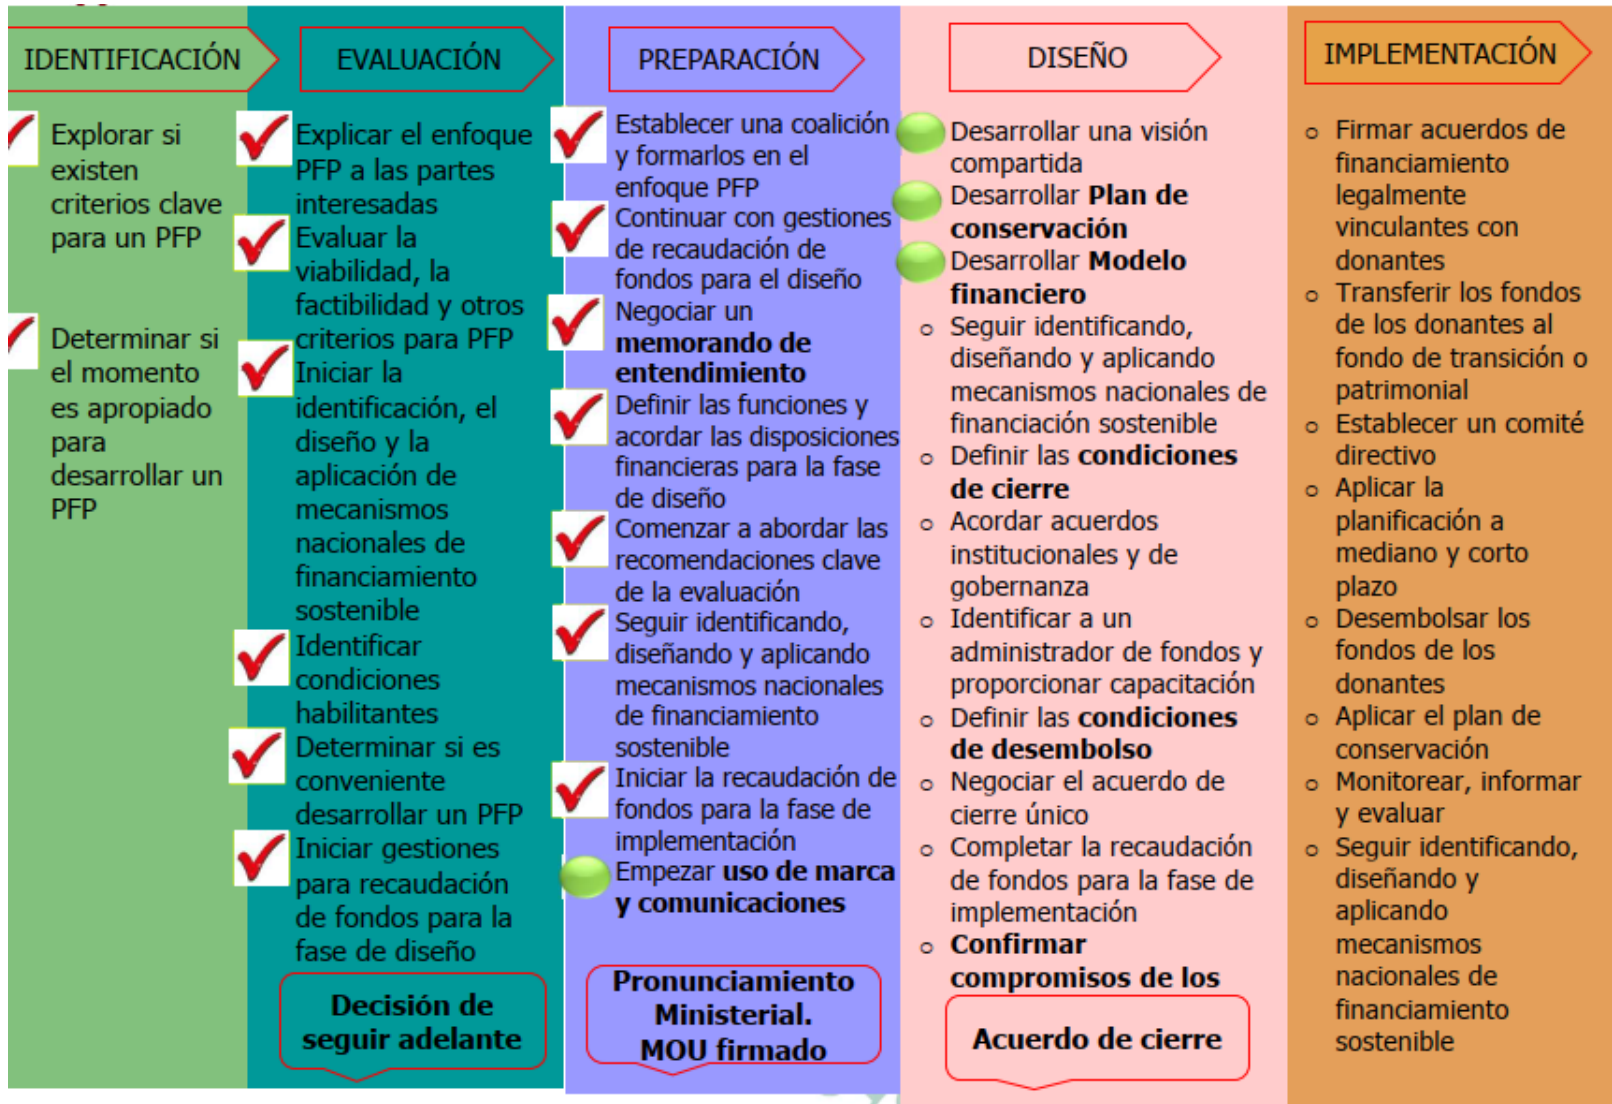 IDENTIFICACIÓN
Explorar si
existen
criterios clave
para un PFP
Determinar si
el momento
es apropiado
para
desarrollar un
PFP
EVALUACIÓN
Explicar el enfoque
PFP a las partes
interesadas
Evaluar la
viabilidad, la
factibilidad y otros
criterios para PFP
Iniciar la
identificación, el
diseño y la
aplicación de
mecanismos
nacionales de
financiamiento
sostenible
Identificar
condiciones
habilitantes
Determinar si es
conveniente
desarrollar un PFP
Iniciar gestiones
para recaudación
de fondos para la
fase de diseño
Decisión de
seguir adelante
PREPARACIÓN
Establecer una coalición
y formarlos en el
enfoque PFP
Continuar con gestiones
de recaudación de
fondos para el diseño
Negociar un
memorando de
entendimiento
Definir las funciones y
acordar las disposiciones
financieras para la fase
de diseño
Comenzar a abordar las
recomendaciones clave
de la evaluación
Seguir identificando,
diseñando y aplicando
mecanismos nacionales
de financiamiento
sostenible
Iniciar la recaudación de
fondos para la fase de
implementación
Empezar uso de marca
y comunicaciones
Pronunciamiento
Ministerial.
MOU firmado
DISEÑO
Desarrollar una visión
compartida
Desarrollar Plan de
conservación
Desarrollar Modelo
financiero
o Seguir identificando,
diseñando y aplicando
mecanismos nacionales de
financiación sostenible
o Definir las condiciones
de cierre
o Acordar acuerdos
institucionales y de
gobernanza
o Identificar a un
administrador de fondos y
proporcionar capacitación
o Definir las condiciones
de desembolso
o Negociar el acuerdo de
cierre único
o Completar la recaudación
de fondos para la fase de
implementación
o Confirmar
compromisos de los
Acuerdo de cierre
IMPLEMENTACIÓN
o Firmar acuerdos de
financiamiento
legalmente
vinculantes con
donantes
o Transferir los fondos
de los donantes al
fondo de transición o
patrimonial
o Establecer un comité
directivo
o Aplicar la
planificación a
mediano y corto
plazo
o Desembolsar los
fondos de los
donantes
o Aplicar el plan de
conservación
o Monitorear, informar
y evaluar
o Seguir identificando,
diseñando y
aplicando
mecanismos
nacionales de
financiamiento
sostenible